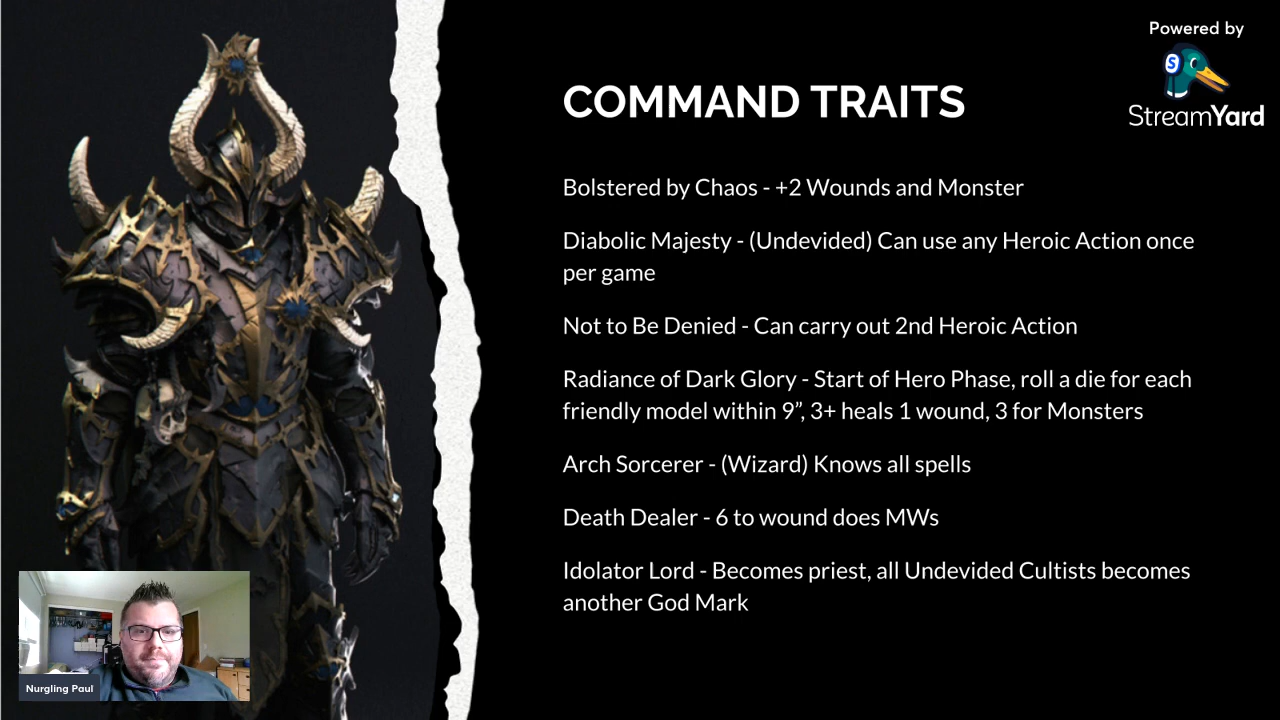 Powered by
S
StreamYard
COMMAND TRAITS
Bolstered by Chaos - +2 Wounds and Monster
Diabolic Majesty - (Undevided) Can use any Heroic Action once
per game
Not to Be Denied - Can carry out 2nd Heroic Action
Radiance of Dark Glory - Start of Hero Phase, roll a die for each
friendly model within 9”, 3+ heals 1 wound, 3 for Monsters
Arch Sorcerer - (Wizard) Knows all spells
Death Dealer - 6 to wound does MWs
Idolator Lord - Becomes priest, all Undevided Cultists becomes
another God Mark
Nurgling Paul